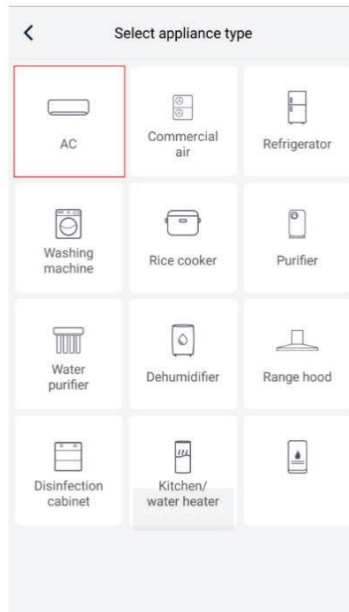 Select appliance type
AC
Commercial
air
Refrigerator
Washing
machine
Rice cooker
Purifier
Water
purifier
Dehumidifier
Range hood
Disinfection
cabinet
Kitchen/
water heater